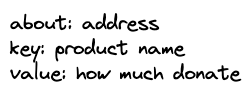 about: address
key: product name
value: how much donate